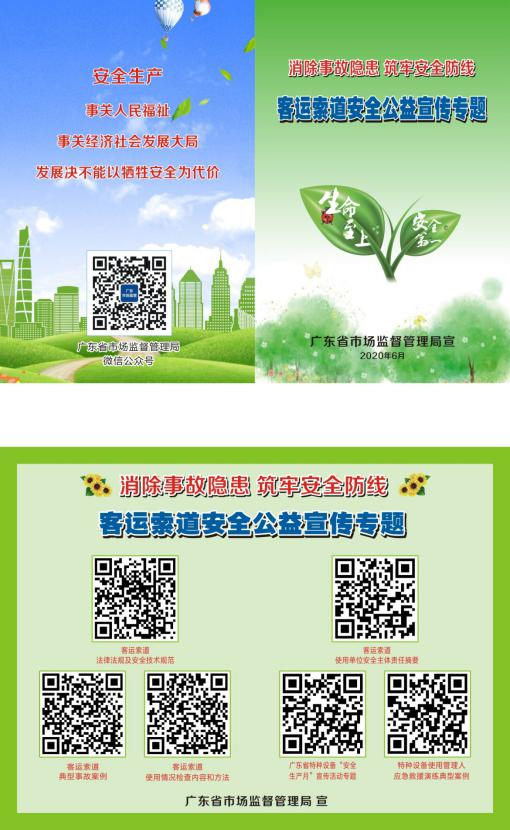 安全生产
事关人民福祉
事关经济社会发展大局
发展决不能以牺牲安全为代价
广东省市场监督管理局
微信公众号
消除事故隐患 筑牢安全防线
客运索道安全公益宣传专题
生命
至上
安全
第一
广东省市场监督管理局宣
2020年6月
消除事故隐患 筑牢安全防线
客运索道安全公益宣传专题
客运索道
法律法规及安全技术规范
客运索道
使用单位安全主体责任摘要
客运索道
典型事故案例
客运索道
使用情况检查内容和方法
广东省特种设备“安全
生产月”宣传活动专题
特种设备使用管理人
应急救援演练典型案例
广东省市场监督管理局 宣